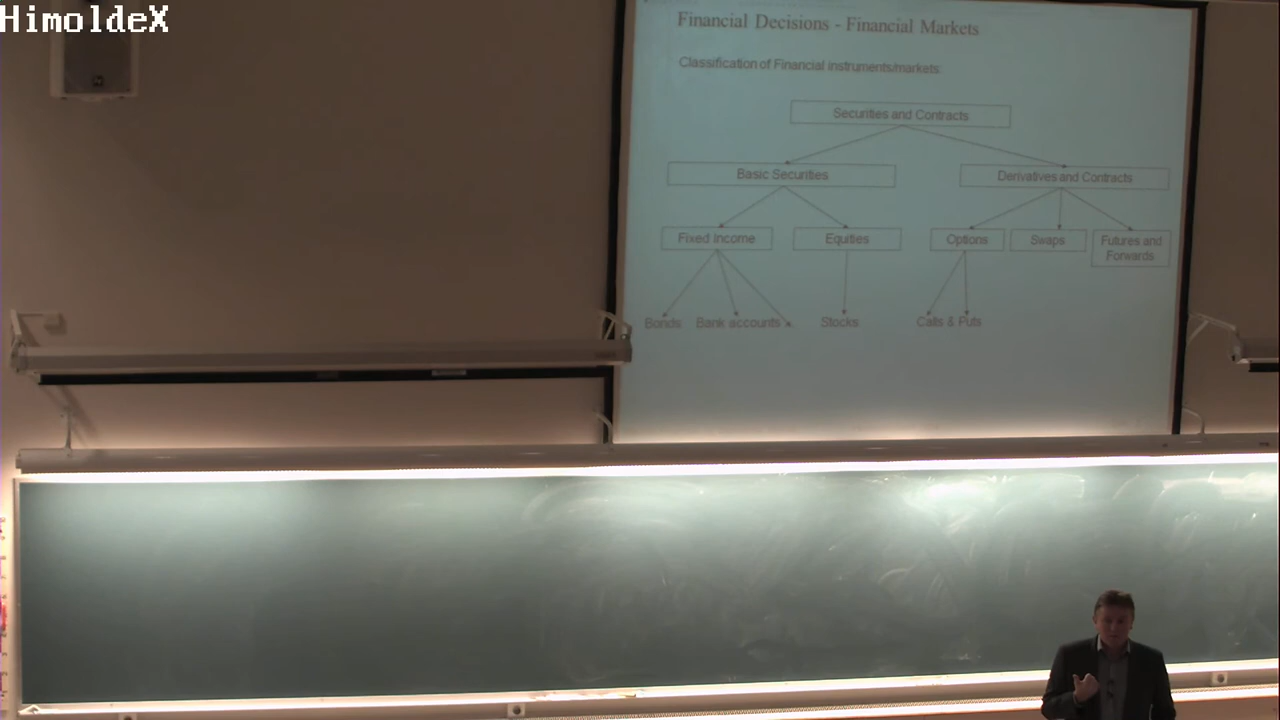 HimoldeX
Financial Decisions - Financial Markets
Classification of Financial instruments/markets:
Securities and Contracts
Basic Securities
Derivatives and Contracts
Fixed Income
Equities
Options
Swaps
Futures and
Forwards
Bonds
Bank accounts
Stocks
Calls & Puts